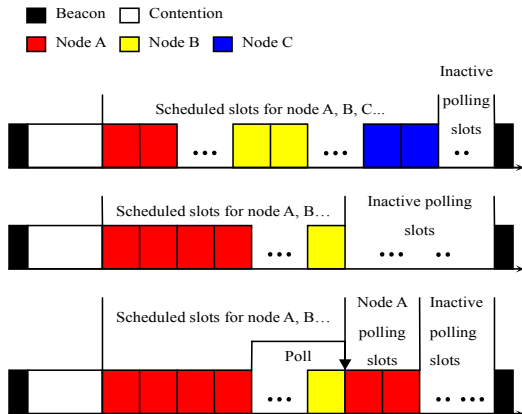 Beacon Contention
Node A Node B Node C
Inactive
polling
slots
Scheduled slots for node A, B, C...
... ... ..
Scheduled slots for node A, B…
Inactive polling
slots
... ... ..
Scheduled slots for node A, B…
Node A
polling
slots
Inactive
polling
slots
Poll
... .. ...